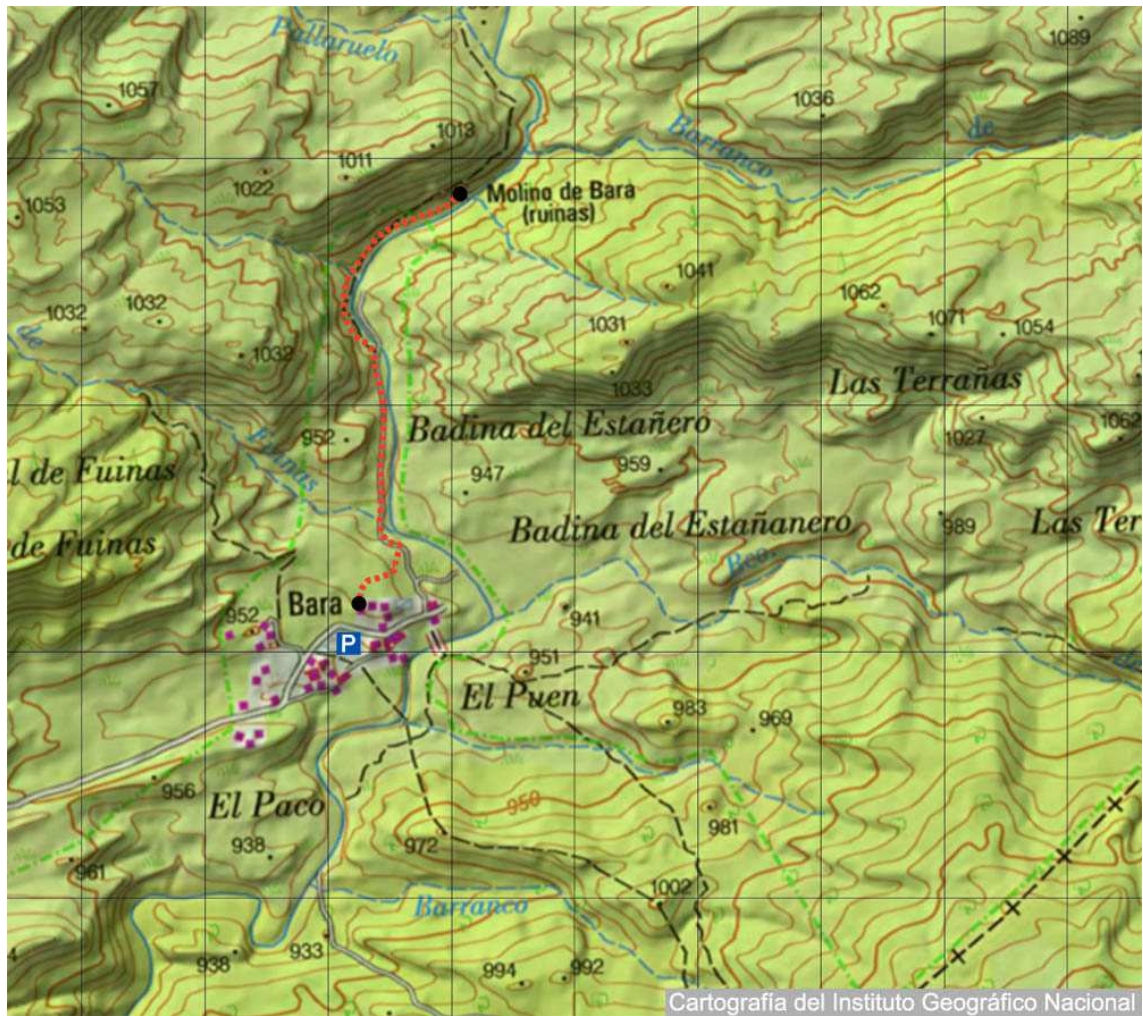 Pallaruelo
1089
1057
1036
1013
Barranco
de
1011
1022
Molino de Bara
(ruinas)
1053
1041
1062
1032
1032
1031
1071
1054
de
1032
1033
Las Terrañas
Badina del Estañero
952
1027
l de Fuinas
Fuinas
959
947
Badina del Estañanero
989
Las Ter
de Fuinas
Bco.
Bara
952
941
P
951
El Puen
983
969
956
El Paco
950
981
938
972
961
1002
Barranco
933
938
994
992
Cartografía del Instituto Geográfico Nacional